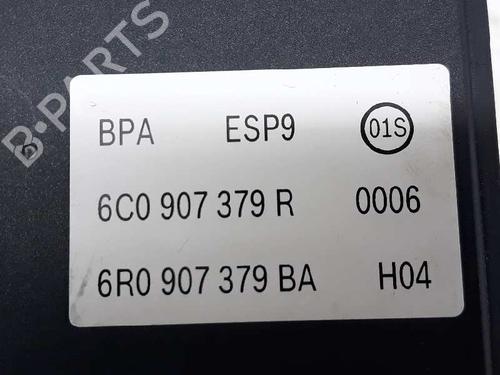 B-PARTS
BPA ESP9 01S
6C0 907 379 R 0006
6R0 907 379 BA H04